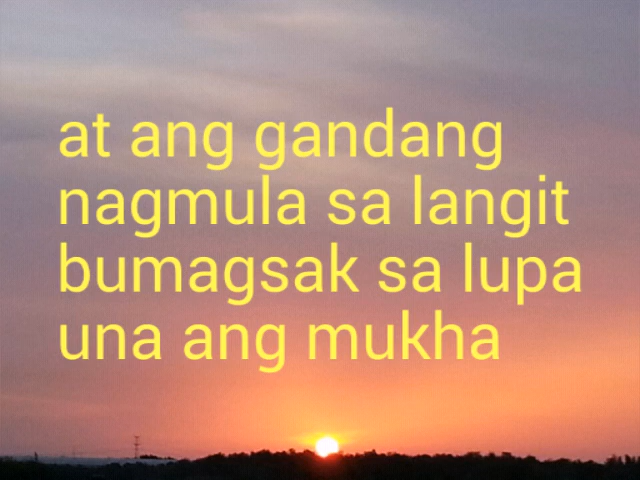 at ang gandang
nagmula sa langit
bumagsak sa lupa
una ang mukha